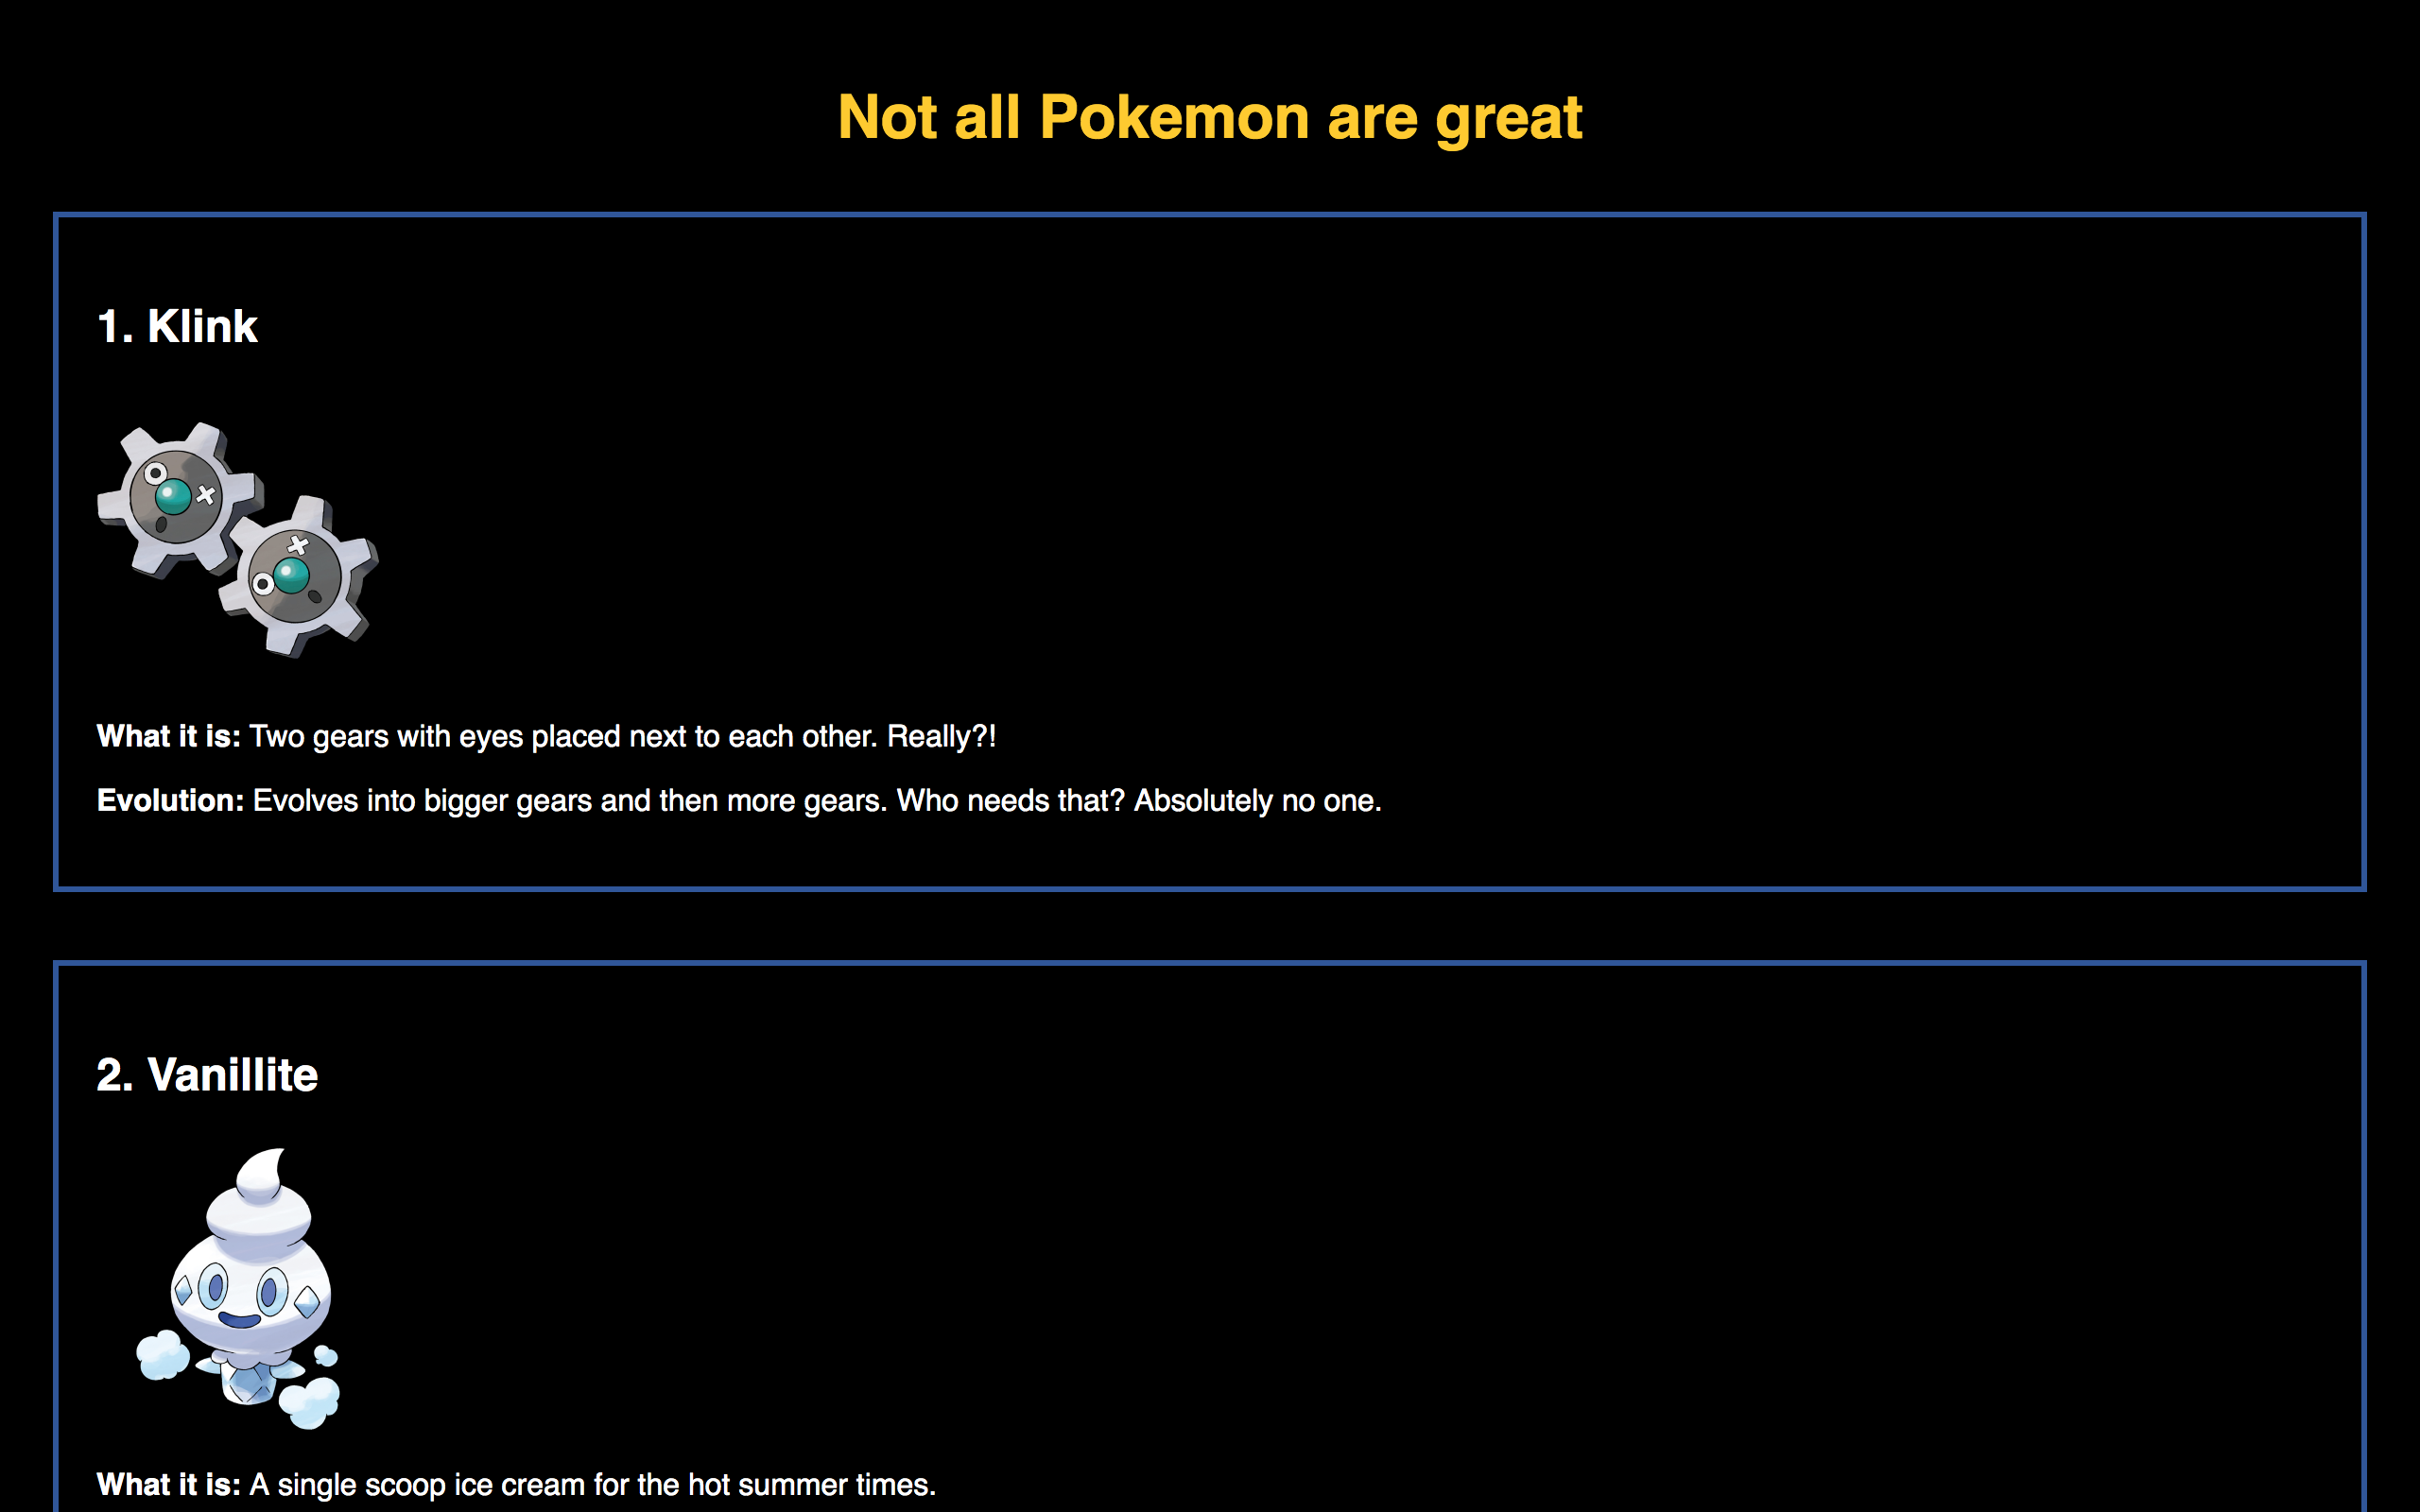 Not all Pokemon are great
1. Klink
What it is: Two gears with eyes placed next to each other. Really?!
Evolution: Evolves into bigger gears and then more gears. Who needs that? Absolutely no one.
2. Vanillite
What it is: A single scoop ice cream for the hot summer times.